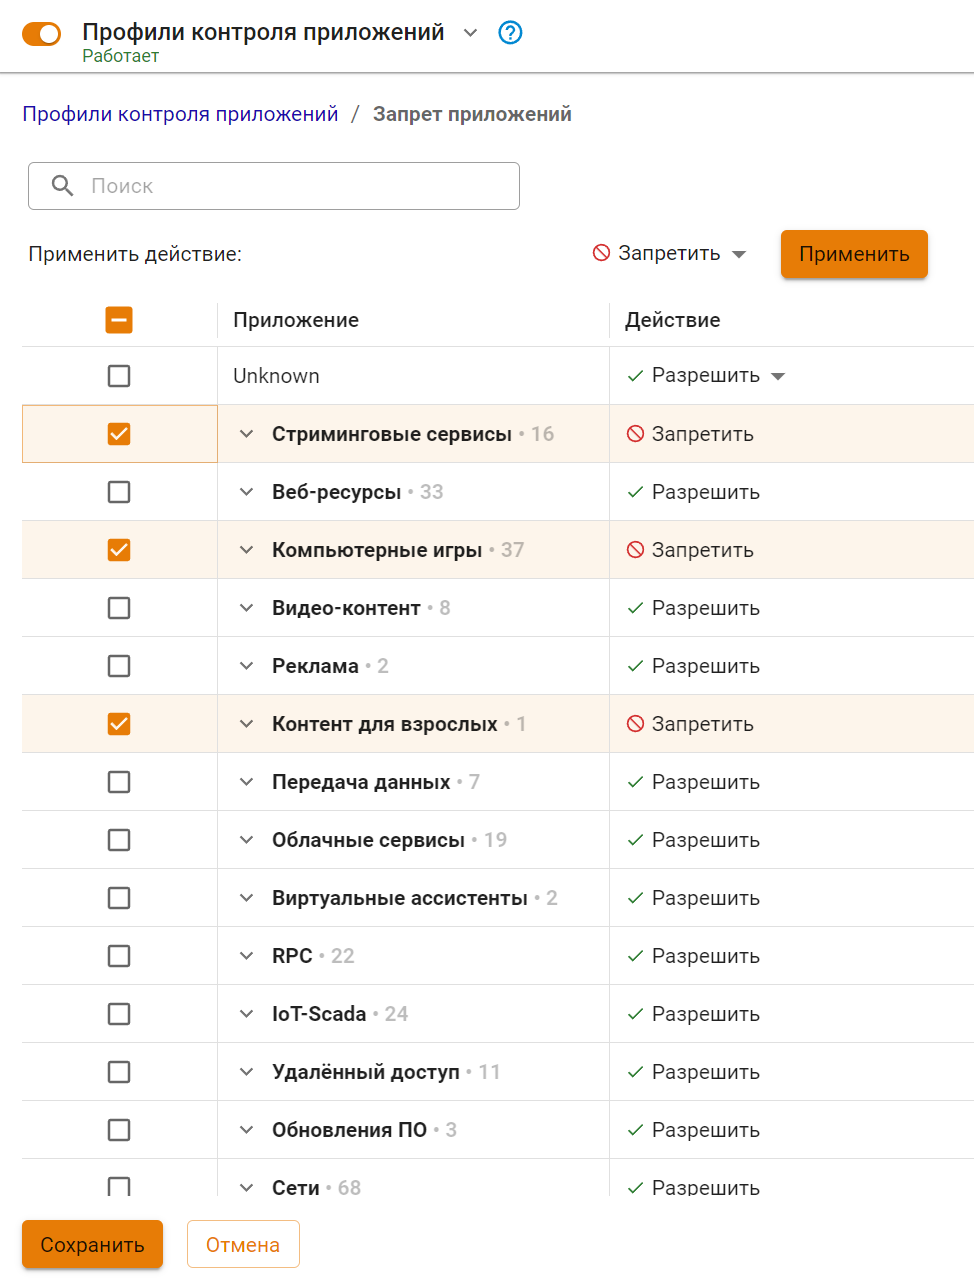 Профили контроля приложений
Работает
Профили контроля приложений / Запрет приложений
Поиск
Применить действие: Запретить Применить
Приложение Действие
Unknown Разрешить
Стриминговые сервисы • 16 Запретить
Веб-ресурсы • 33 Разрешить
Компьютерные игры • 37 Запретить
Видео-контент • 8 Разрешить
Реклама • 2 Разрешить
Контент для взрослых • 1 Запретить
Передача данных • 7 Разрешить
Облачные сервисы • 19 Разрешить
Виртуальные ассистенты • 2 Разрешить
RPC • 22 Разрешить
IoT-Scada • 24 Разрешить
Удалённый доступ • 11 Разрешить
Обновления ПО • 3 Разрешить
Сети • 68 Разрешить
Сохранить Отмена